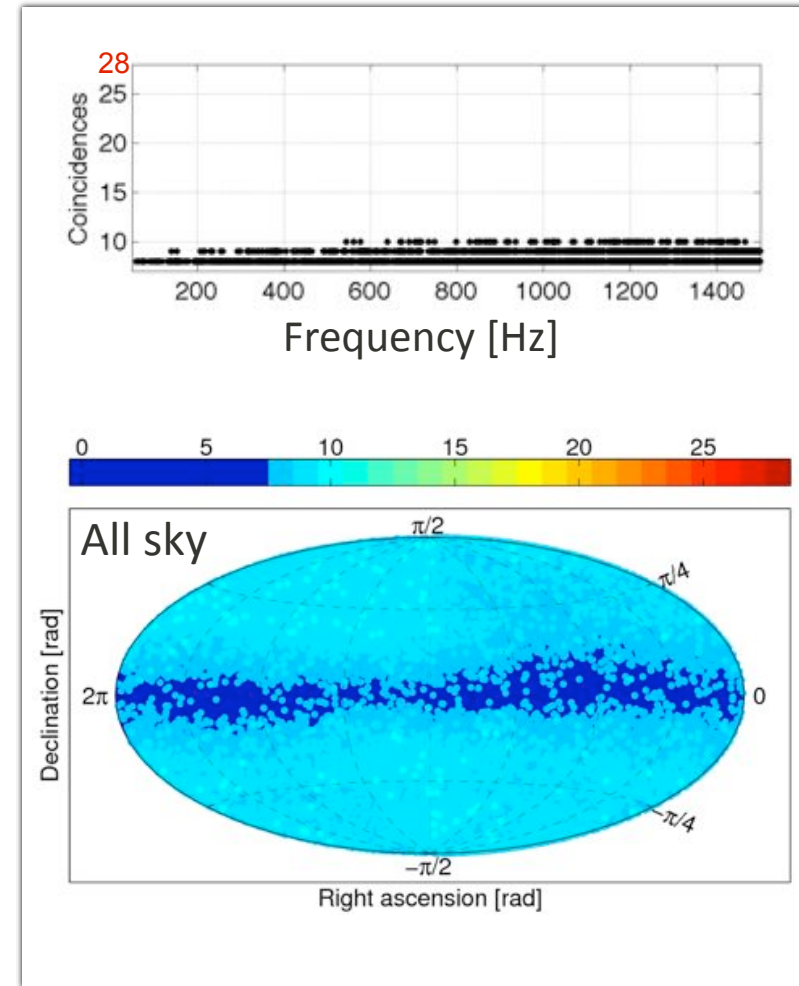 28
25
20
15
10
Coincidences
200 400 600 800 1000 1200 1400
Frequency [Hz]
0 5 10 15 20 25
All sky
π/2
π/4
Declination [rad]
2π
0
−π/4
−π/2
Right ascension [rad]